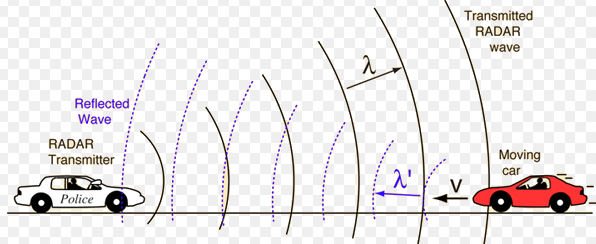 Transmitted
RADAR
wave
λ
Reflected
Wave
RADAR
Transmitter
Police
λ'
v
Moving
car